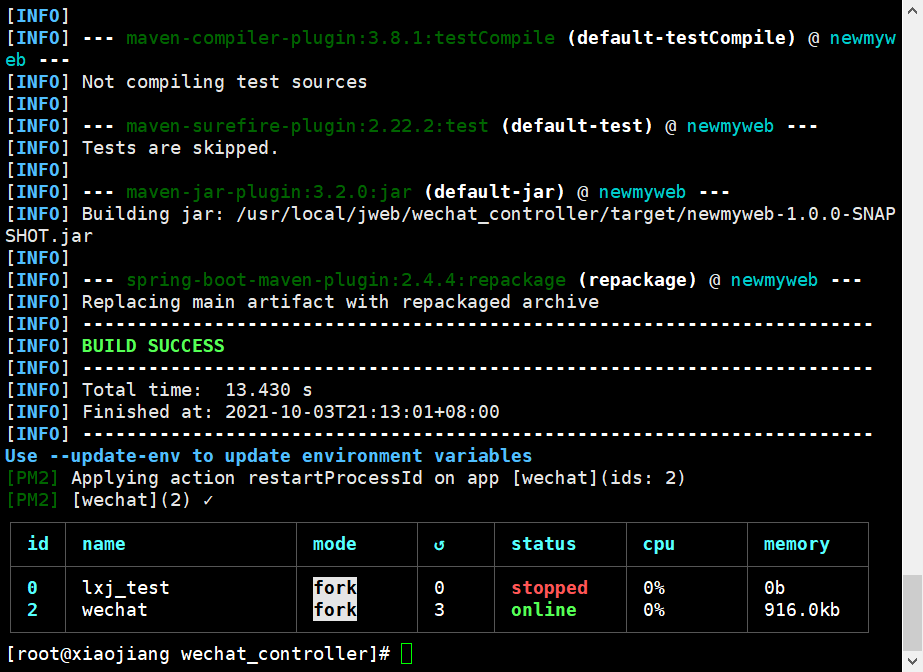 [INFO]
[INFO] --- maven-compiler-plugin:3.8.1:testCompile (default-testCompile) @ newmyw
eb ---
[INFO] Not compiling test sources
[INFO]
[INFO] --- maven-surefire-plugin:2.22.2:test (default-test) @ newmyweb ---
[INFO] Tests are skipped.
[INFO]
[INFO] --- maven-jar-plugin:3.2.0:jar (default-jar) @ newmyweb ---
[INFO] Building jar: /usr/local/jweb/wechat_controller/target/newmyweb-1.0.0-SNAP
SHOT.jar
[INFO]
[INFO] --- spring-boot-maven-plugin:2.4.4:repackage (repackage) @ newmyweb ---
[INFO] Replacing main artifact with repackaged archive
[INFO] ------------------------------------------------------------------------
[INFO] BUILD SUCCESS
[INFO] ------------------------------------------------------------------------
[INFO] Total time:  13.430 s
[INFO] Finished at: 2021-10-03T21:13:01+08:00
[INFO] ------------------------------------------------------------------------
Use --update-env to update environment variables
[PM2] Applying action restartProcessId on app [wechat](ids: 2)
[PM2] [wechat](2) ✓
id name mode ↺ status cpu memory
0 lxj_test fork 0 stopped 0% 0b
2 wechat fork 3 online 0% 916.0kb
[root@xiaojiang wechat_controller]#